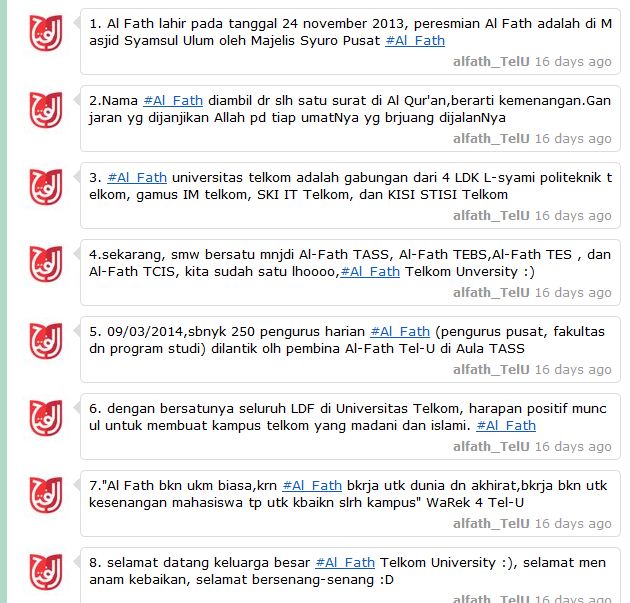 1. Al Fath lahir pada tanggal 24 november 2013, peresmian Al Fath adalah di M
asjid Syamsul Ulum oleh Majelis Syuro Pusat #Al_Fath
alfath_TelU 16 days ago
2.Nama #Al_Fath diambil dr slh satu surat di Al Qur'an,berarti kemenangan.Gan
jaran yg dijanjikan Allah pd tiap umatNya yg brjuang dijalanNya
alfath_TelU 16 days ago
3. #Al_Fath universitas telkom adalah gabungan dari 4 LDK L-syami politeknik t
elkom, gamus IM telkom, SKI IT Telkom, dan KISI STISI Telkom
alfath_TelU 16 days ago
4.sekarang, smw bersatu mnjdi Al-Fath TASS, Al-Fath TEBS,Al-Fath TES , dan
Al-Fath TCIS, kita sudah satu lhoooo,#Al_Fath Telkom Unversity :)
alfath_TelU 16 days ago
5. 09/03/2014,sbnyk 250 pengurus harian #Al_Fath (pengurus pusat, fakultas
dn program studi) dilantik olh pembina Al-Fath Tel-U di Aula TASS
alfath_TelU 16 days ago
6. dengan bersatunya seluruh LDF di Universitas Telkom, harapan positif munc
ul untuk membuat kampus telkom yang madani dan islami. #Al_Fath
alfath_TelU 16 days ago
7."Al Fath bkn ukm biasa,krn #Al_Fath bkrja utk dunia dn akhirat,bkrja bkn utk
kesenangan mahasiswa tp utk kbaikn slrh kampus" WaRek 4 Tel-U
alfath_TelU 16 days ago
8. selamat datang keluarga besar #Al_Fath Telkom University :), selamat men
anam kebaikan, selamat bersenang-senang :D
alfath_TelU 16 days ago